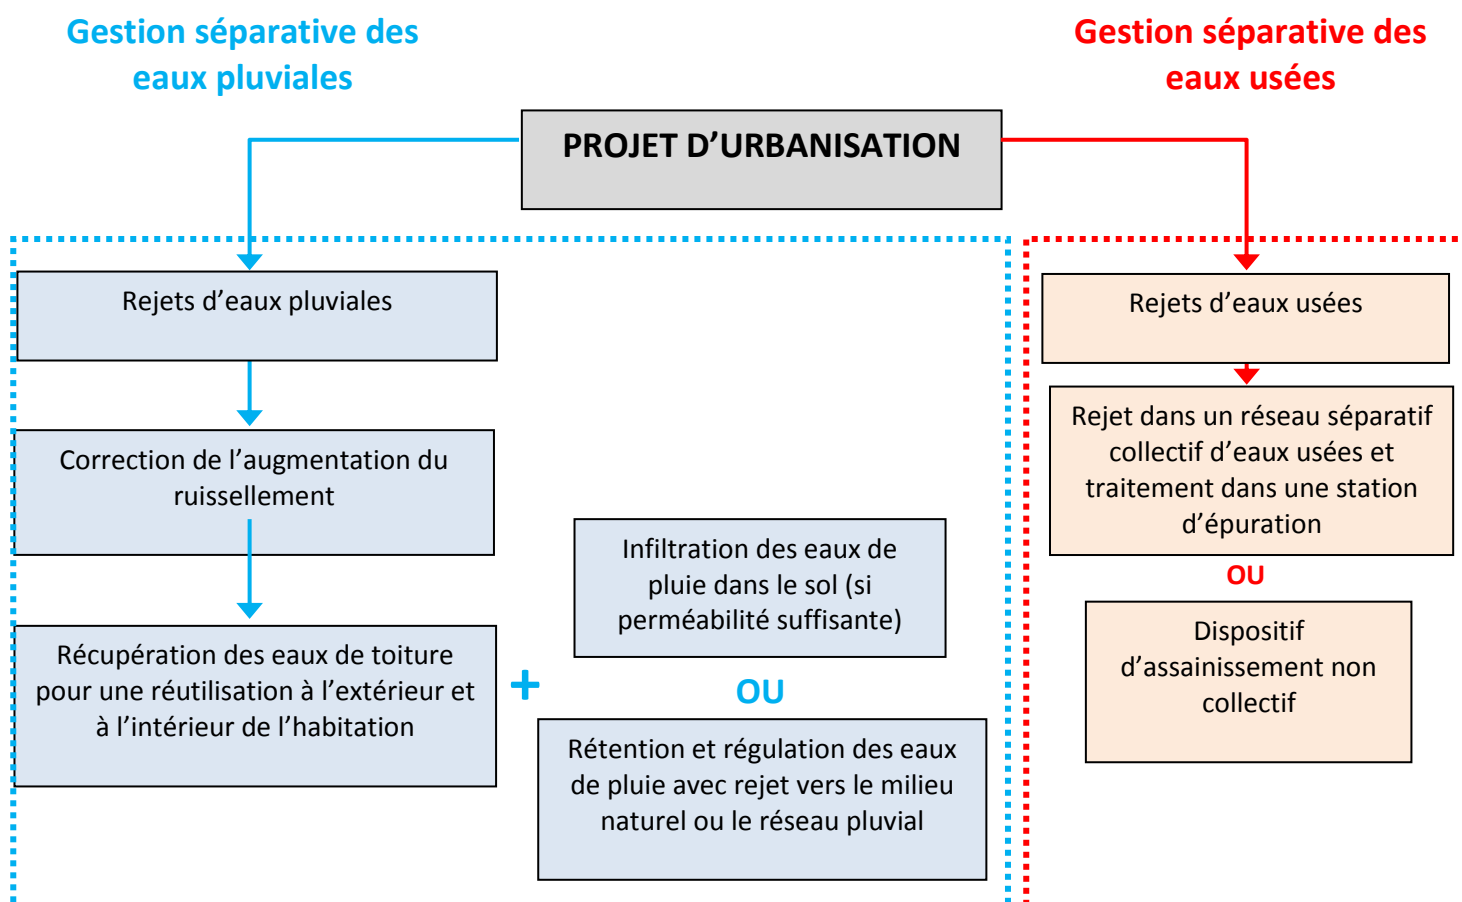 Gestion séparative des
eaux pluviales
Gestion séparative des
eaux usées
PROJET D’URBANISATION
Rejets d’eaux pluviales
Correction de l’augmentation du
ruissellement
Récupération des eaux de toiture
pour une réutilisation à l’extérieur et
à l’intérieur de l’habitation
+
Infiltration des eaux de
pluie dans le sol (si
perméabilité suffisante)
OU
Rétention et régulation des eaux
de pluie avec rejet vers le milieu
naturel ou le réseau pluvial
Rejets d’eaux usées
Rejet dans un réseau séparatif
collectif d’eaux usées et
traitement dans une station
d’épuration
OU
Dispositif
d’assainissement non
collectif